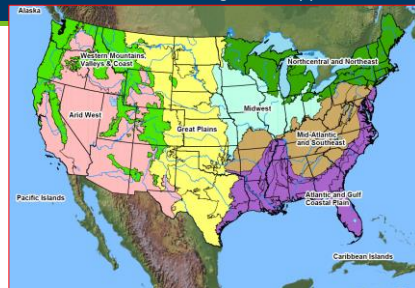 Alaska
Western Mountains,
Valleys & Coast
Northcentral and Northeast
Midwest
Arid West
Great Plains
Mid-Atlantic
and Southeast
Pacific Islands
Atlantic and Gulf
Coastal Plain
Caribbean Islands